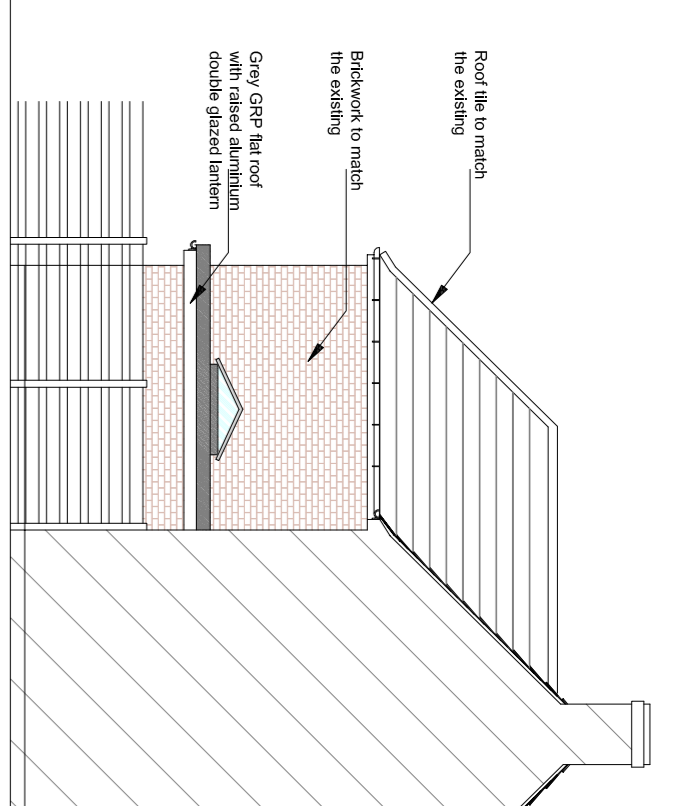 Roof tile to match
the existing
Brickwork to match
the existing
Grey GRP flat roof
with raised aluminium
double glazed lantern